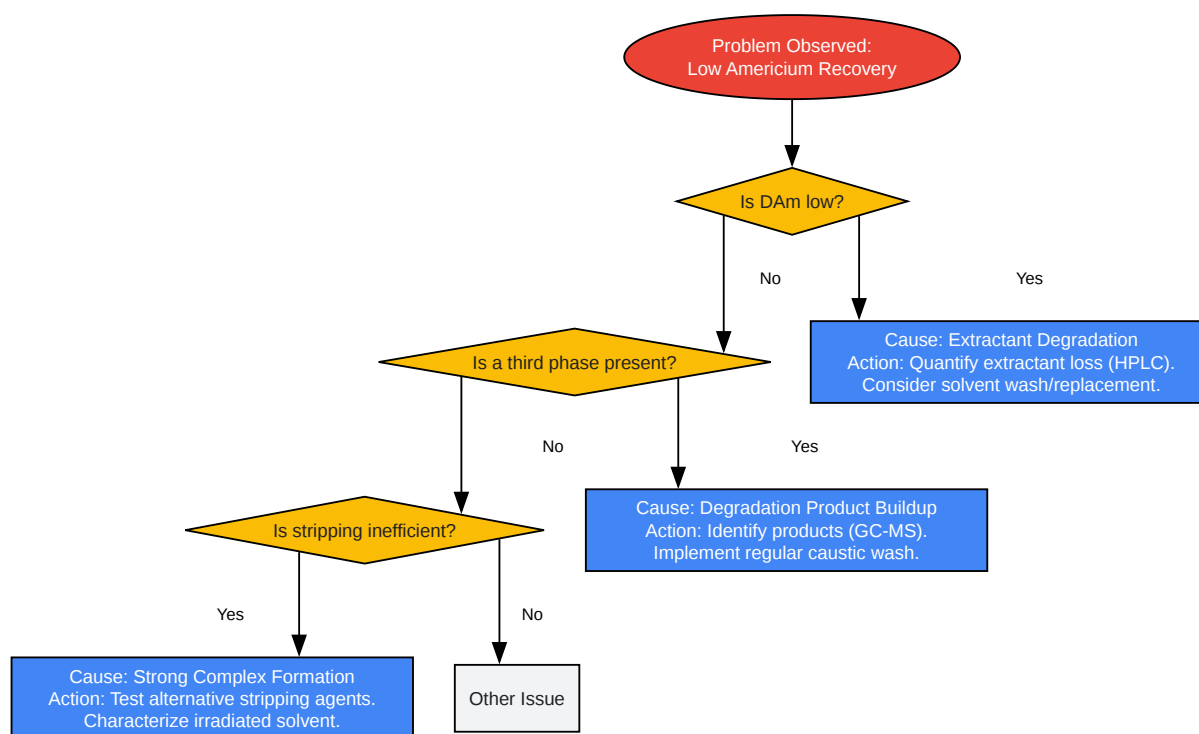 Problem Observed:
Low Americium Recovery
Is DAm low?
No
Yes
Is a third phase present?
Cause: Extractant Degradation
Action: Quantify extractant loss (HPLC).
Consider solvent wash/replacement.
No
Yes
Is stripping inefficient?
Cause: Degradation Product Buildup
Action: Identify products (GC-MS).
Implement regular caustic wash.
Yes
No
Cause: Strong Complex Formation
Action: Test alternative stripping agents.
Characterize irradiated solvent.
Other Issue